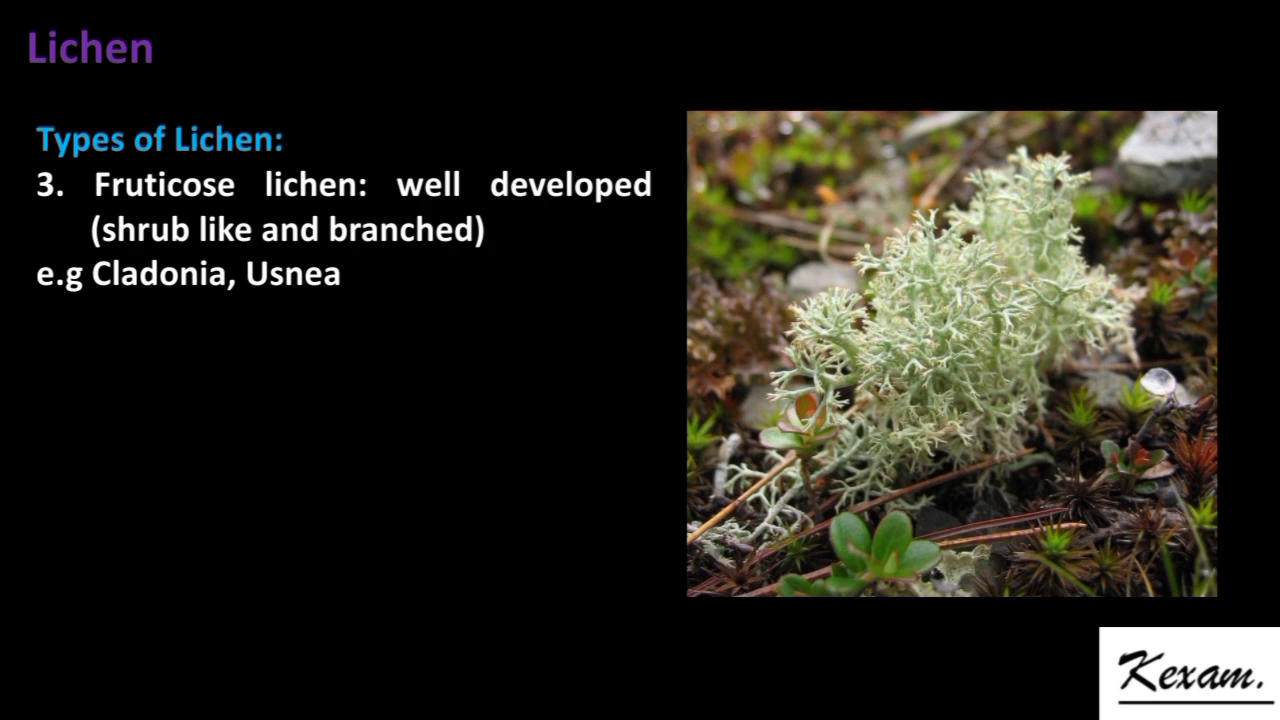 Lichen
Types of Lichen:
3. Fruticose lichen: well developed
(shrub like and branched)
e.g Cladonia, Usnea
Kexam.